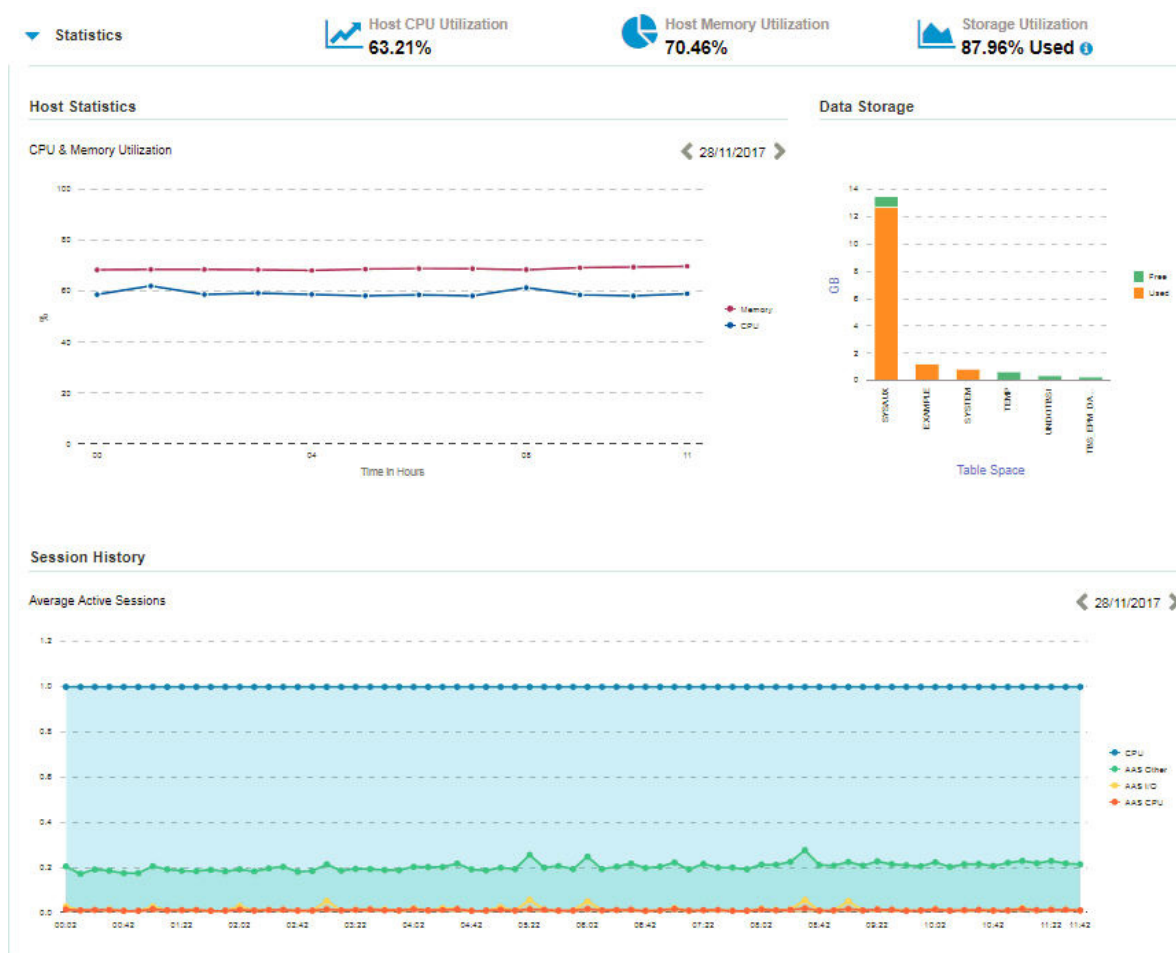 Statistics
Host CPU Utilization
63.21%
Host Memory Utilization
70.46%
Storage Utilization
87.96% Used
Host Statistics
CPU & Memory Utilization
28/11/2017
100
80
60
40
20
0
%
00
04
08
11
Time In Hours
Memory
CPU
Data Storage
14
12
10
8
6
4
2
0
GB
SYSAUX
EXAMPLE
SYSTEM
TEMP
UNDOTBS1
TBS_EPM_DA...
Table Space
Free
Used
Session History
Average Active Sessions
28/11/2017
1.2
1.0
0.8
0.6
0.4
0.2
0.0
00:02
00:42
01:22
02:02
02:42
03:22
04:02
04:42
05:22
06:02
06:42
07:22
08:02
08:42
09:22
10:02
10:42
11:22
11:42
CPU
AAS Other
AAS I/O
AAS CPU